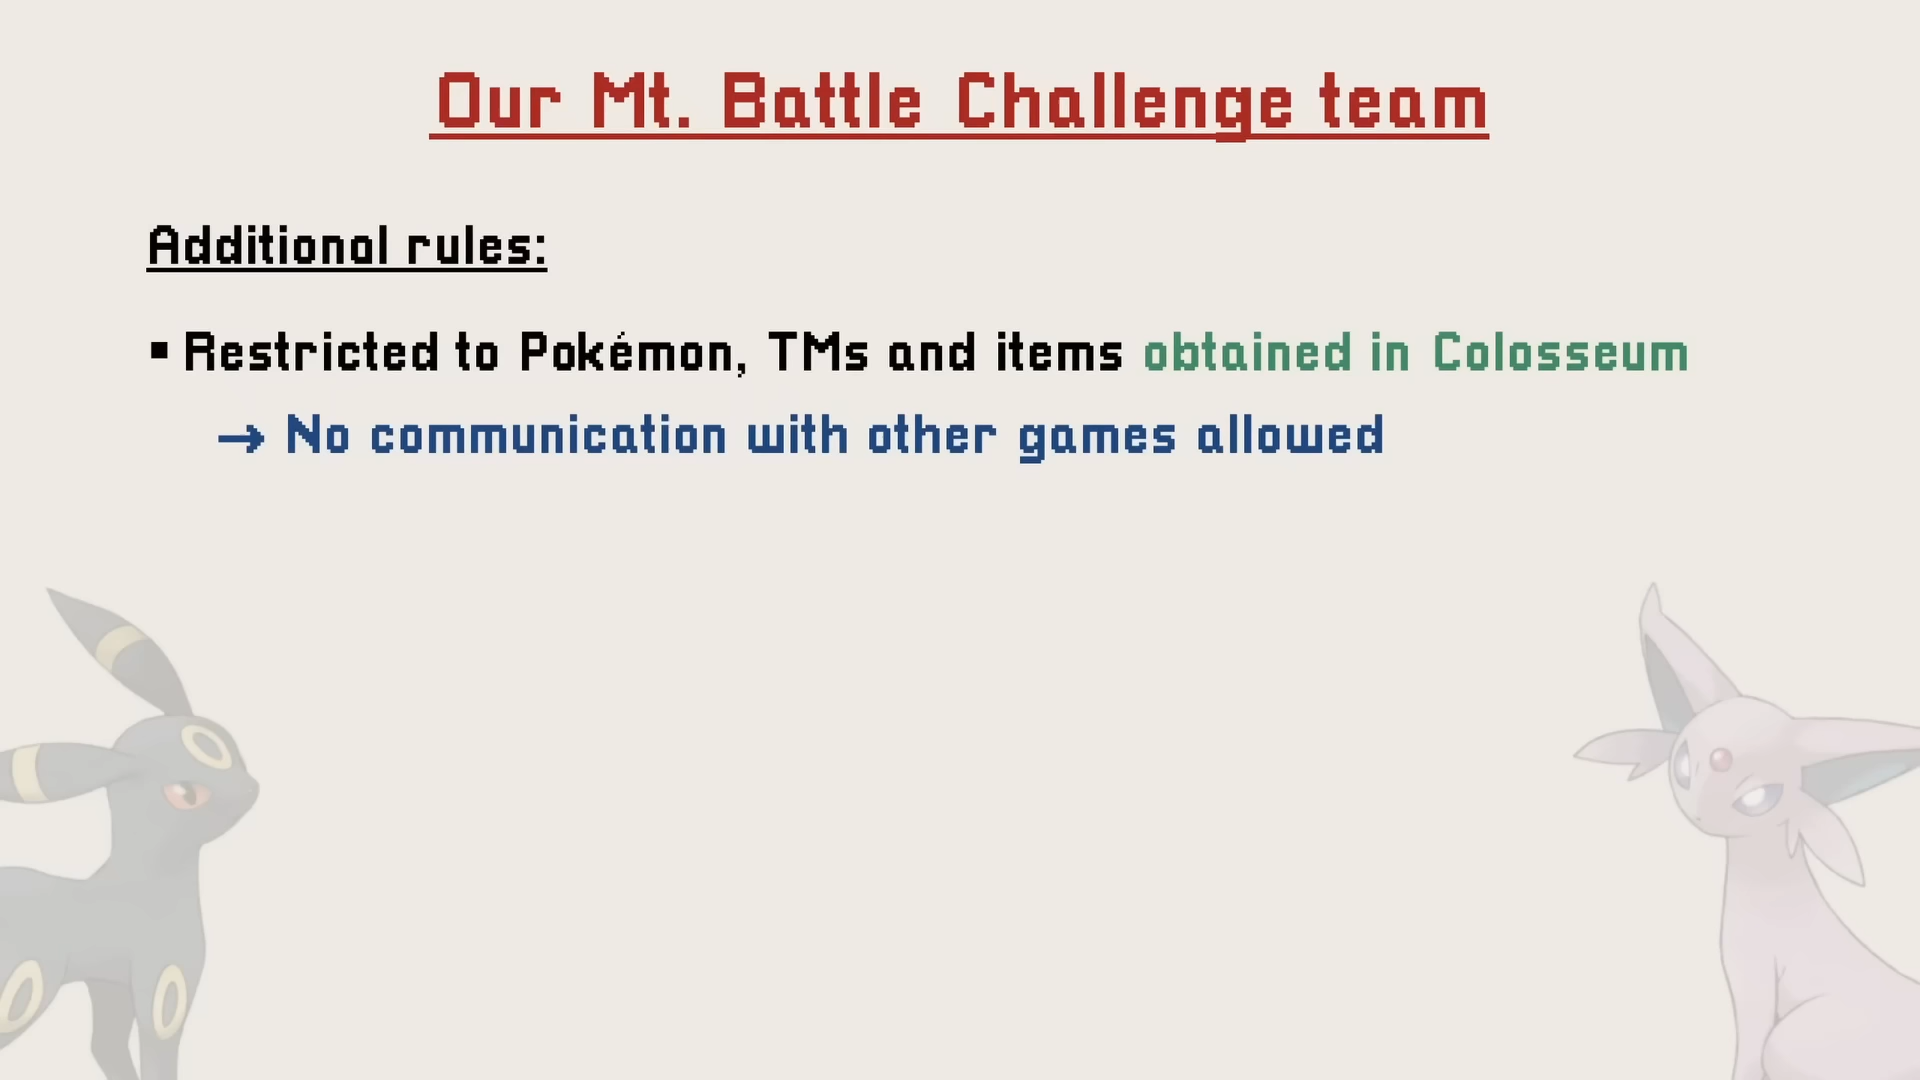 Our Mt. Battle Challenge team
Additional rules:
▪ Restricted to Pokémon, TMs and items obtained in Colosseum
→ No communication with other games allowed